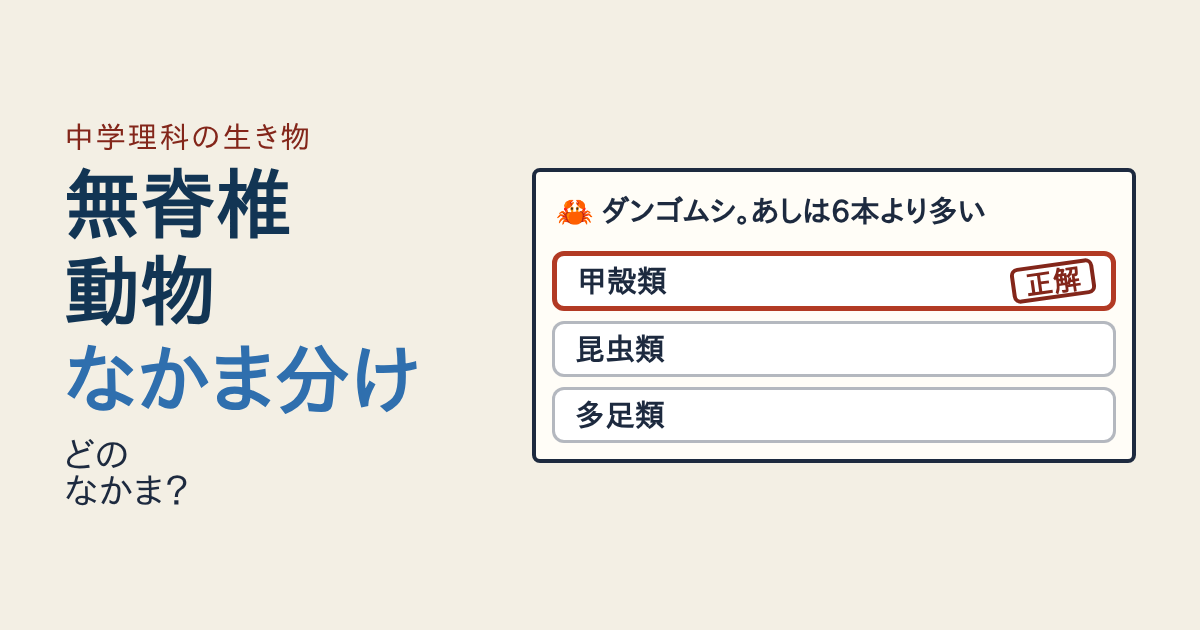 中学理科の生き物
無脊椎
動物
なかま分け
どの
なかま?
🦀 ダンゴムシ。あしは6本より多い
甲殻類
正解
昆虫類
多足類